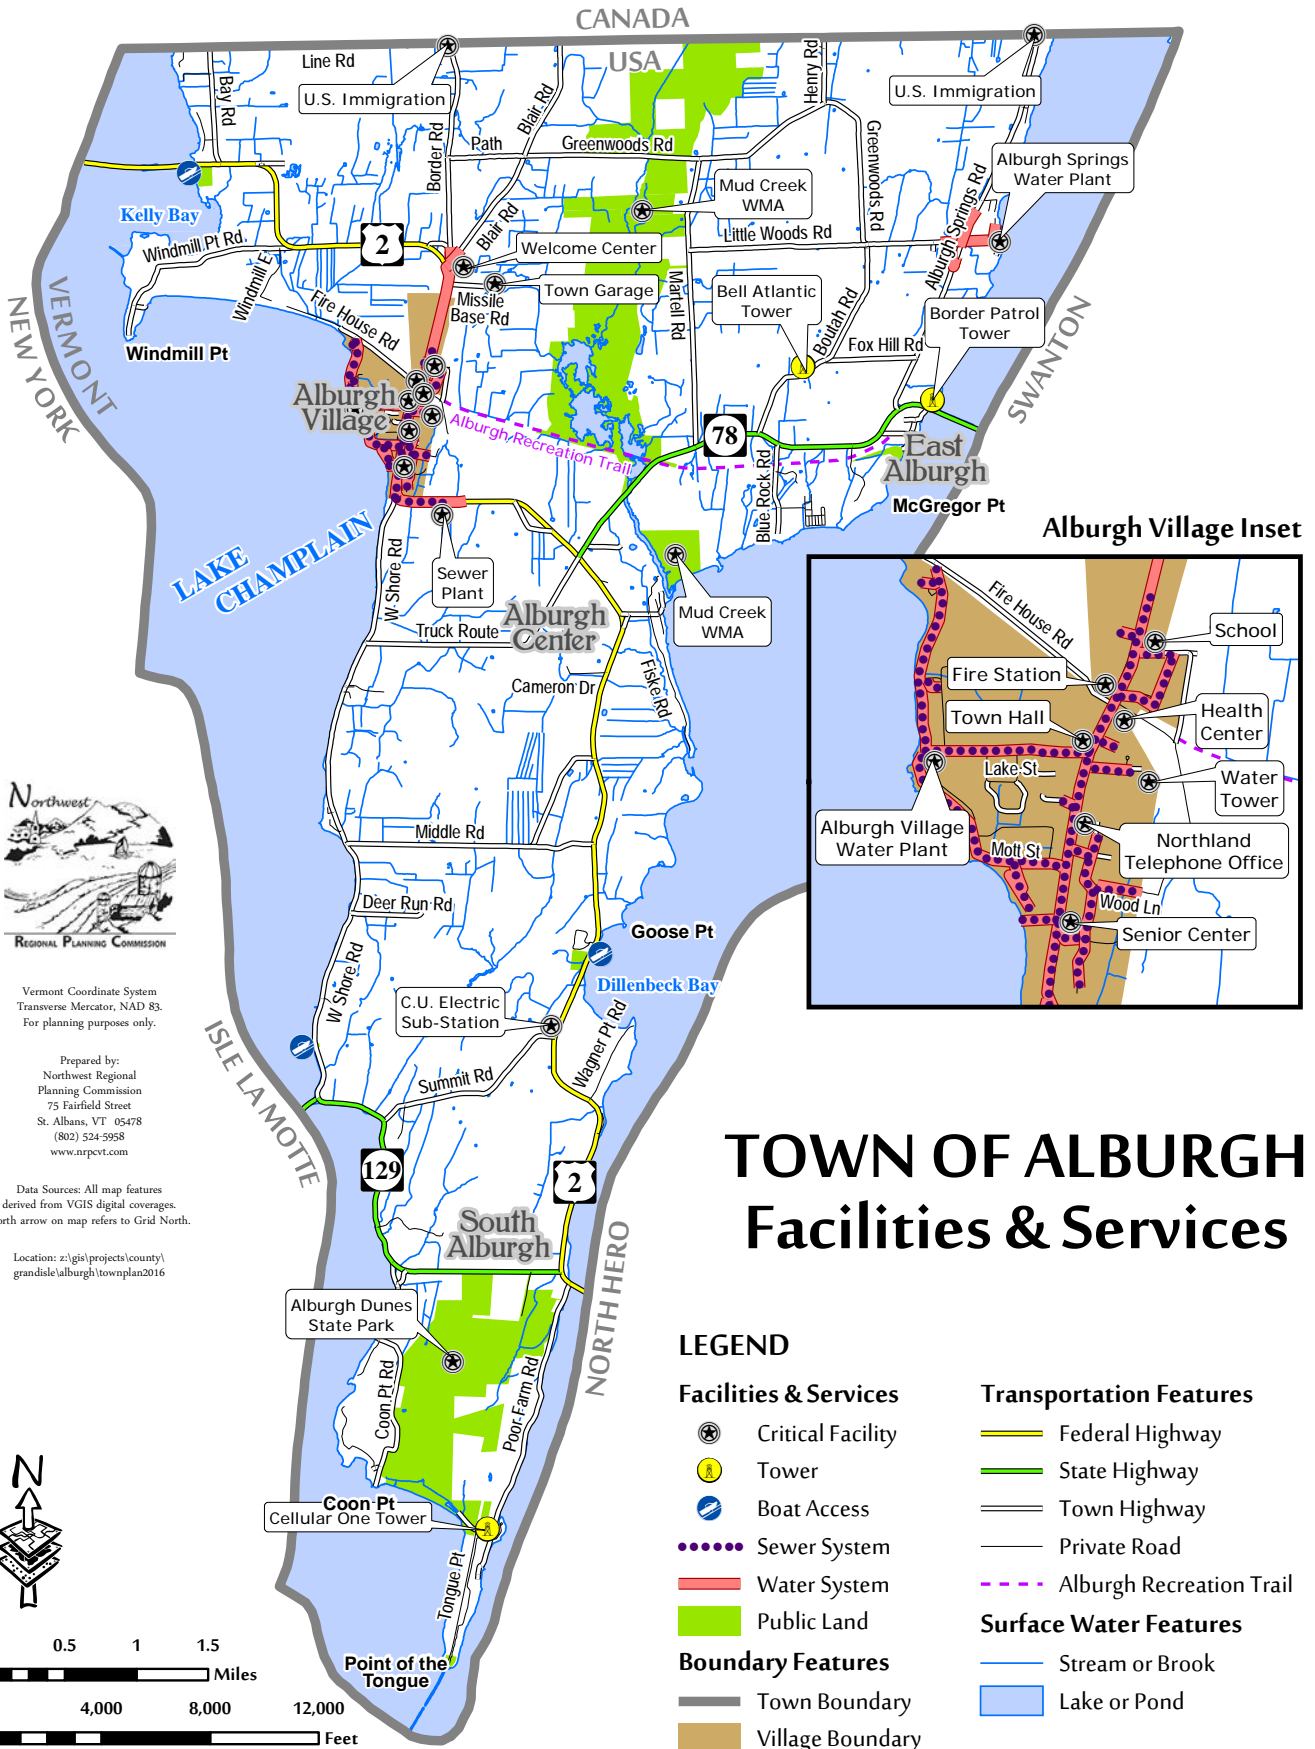 CANADA
USA
Line Rd
Bay Rd
U.S. Immigration
Border Rd
Blair Rd
Path
Greenwoods Rd
Henry Rd
Greenwoods Rd
U.S. Immigration
Alburgh Springs
Water Plant
Alburgh Springs Rd
Mud Creek
WMA
Kelly Bay
Windmill Pt Rd
Windmill E
2
Blair Rd
Welcome Center
Little Woods Rd
Town Garage
Missile
Base Rd
Martell Rd
Bell Atlantic
Tower
Boulah Rd
Border Patrol
Tower
Fox Hill Rd
Fire House Rd
Windmill Pt
VERMONT
NEW YORK
SWANTON
Alburgh
Village
Alburgh Recreation Trail
78
East
Alburgh
Blue Rock Rd
McGregor Pt
LAKE
CHAMPLAIN
W Shore Rd
Sewer
Plant
Alburgh
Center
Mud Creek
WMA
Truck Route
Cameron Dr
Fiske Rd
Middle Rd
Deer Run Rd
W Shore Rd
Goose Pt
Dillenbeck Bay
C.U. Electric
Sub-Station
Wagner Pt Rd
Summit Rd
ISLE LA MOTTE
129
2
South
Alburgh
NORTH HERO
Alburgh Dunes
State Park
Coon Pt Rd
Poor Farm Rd
Coon Pt
Cellular One Tower
Tongue Pt
Point of the
Tongue
Alburgh Village Inset
Fire House Rd
School
Fire Station
Town Hall
Health
Center
Lake St
Water
Tower
Alburgh Village
Water Plant
Mott St
Northland
Telephone Office
Wood Ln
Senior Center
Northwest
REGIONAL PLANNING COMMISSION
Vermont Coordinate System
Transverse Mercator, NAD 83.
For planning purposes only.
Prepared by:
Northwest Regional
Planning Commission
75 Fairfield Street
St. Albans, VT 05478
(802) 524-5958
www.nrpcvt.com
Data Sources: All map features
derived from VGIS digital coverages.
orth arrow on map refers to Grid North.
Location: z:\gis\projects\county\
grandisle\alburgh\townplan2016
TOWN OF ALBURGH
Facilities & Services
LEGEND
Facilities & Services
Critical Facility
Tower
Boat Access
Sewer System
Water System
Public Land
Boundary Features
Town Boundary
Village Boundary
Transportation Features
Federal Highway
State Highway
Town Highway
Private Road
Alburgh Recreation Trail
Surface Water Features
Stream or Brook
Lake or Pond
N
0.5 1 1.5
Miles
4,000 8,000 12,000
Feet